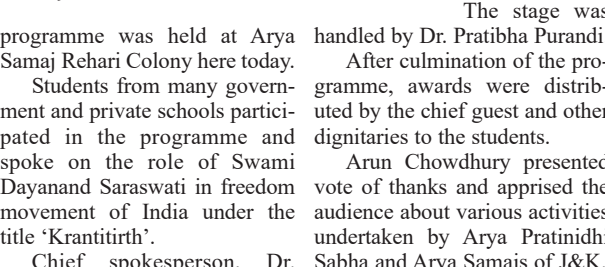 programme was held at Arya
Samaj Rehari Colony here today.
Students from many govern-
ment and private schools partici-
pated in the programme and
spoke on the role of Swami
Dayanand Saraswati in freedom
movement of India under the
title ‘Krantitirth’.
Chief spokesperson, Dr.
The stage was
handled by Dr. Pratibha Purandi
After culmination of the pro-
gramme, awards were distrib-
uted by the chief guest and other
dignitaries to the students.
Arun Chowdhury presented
vote of thanks and apprised the
audience about various activities
undertaken by Arya Pratinidhi
Sabha and Arya Samajs of J&K.